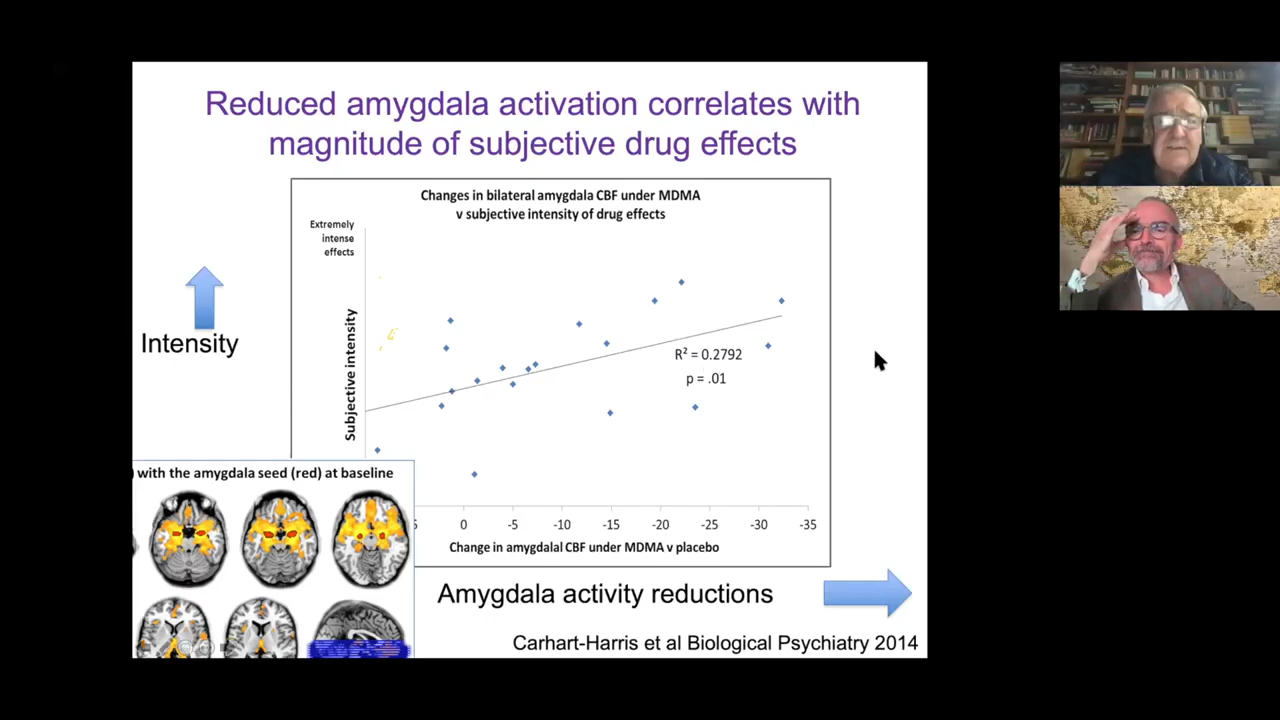 Reduced amygdala activation correlates with
magnitude of subjective drug effects
Changes in bilateral amygdala CBF under MDMA
v subjective intensity of drug effects
Extremely
intense
effects
Intensity
Subjective intensity
R² = 0.2792
p = .01
) with the amygdala seed (red) at baseline
5 0 -5 -10 -15 -20 -25 -30 -35
Change in amygdalal CBF under MDMA v placebo
Amygdala activity reductions
Carhart-Harris et al Biological Psychiatry 2014